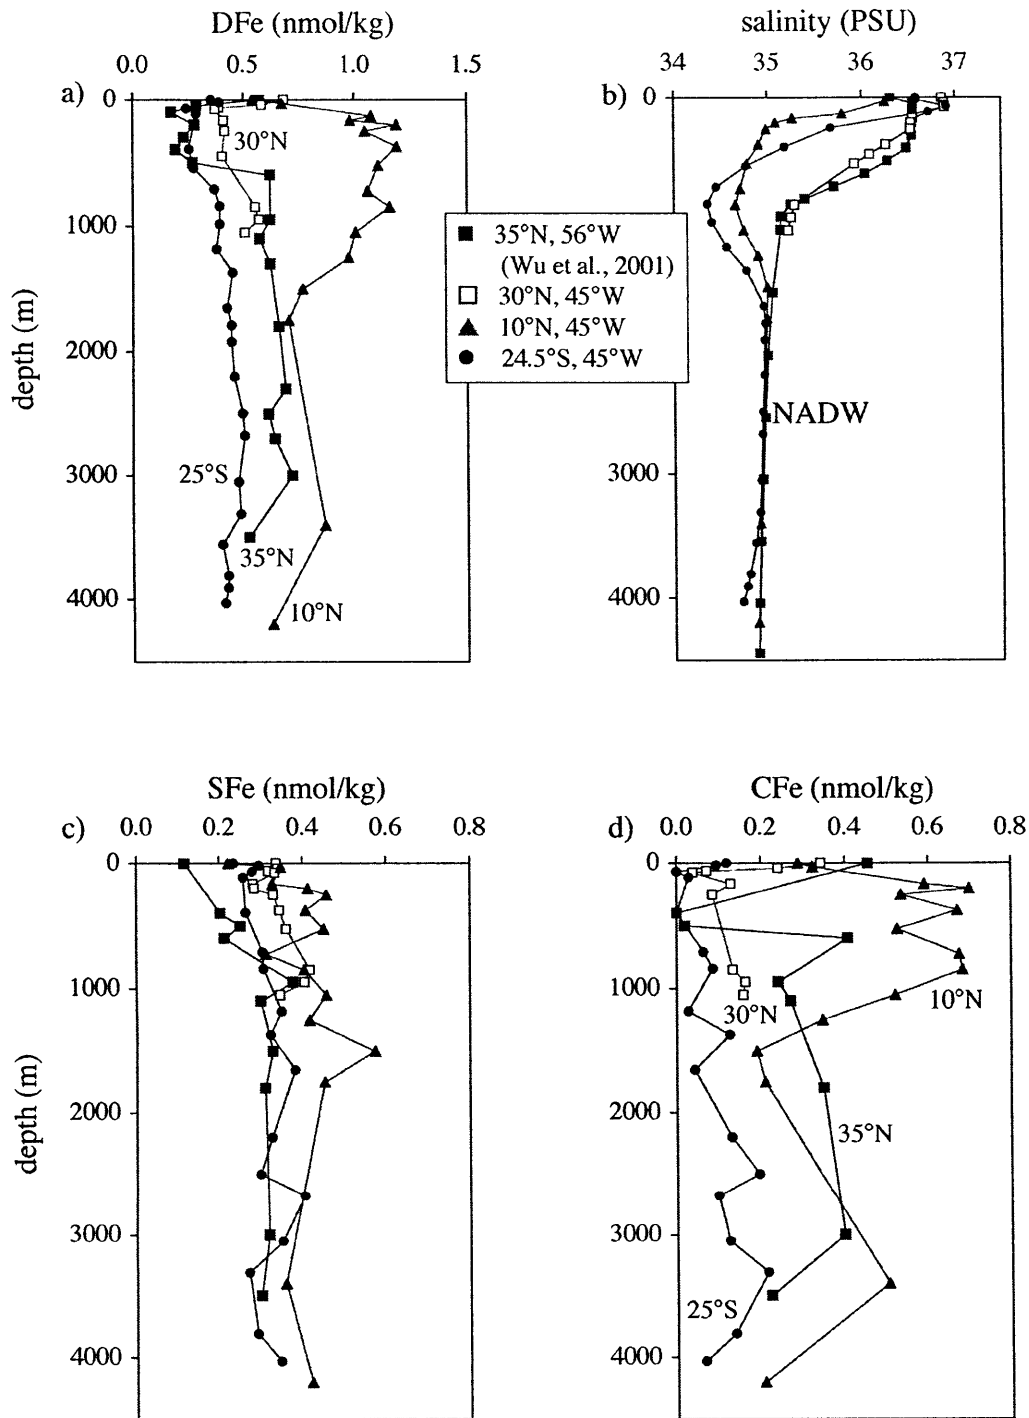 DFe (nmol/kg)
0.0 0.5 1.0 1.5
a)
0
1000
2000
3000
4000
depth (m)
30°N
25°S
35°N
10°N
salinity (PSU)
34 35 36 37
b)
0
3000
4000
NADW
35°N, 56°W
(Wu et al., 2001)
30°N, 45°W
10°N, 45°W
24.5°S, 45°W
SFe (nmol/kg)
0.0 0.2 0.4 0.6 0.8
c)
0
1000
2000
3000
4000
depth (m)
CFe (nmol/kg)
0.0 0.2 0.4 0.6 0.8
d)
0
1000
2000
3000
4000
30°N
10°N
35°N
25°S